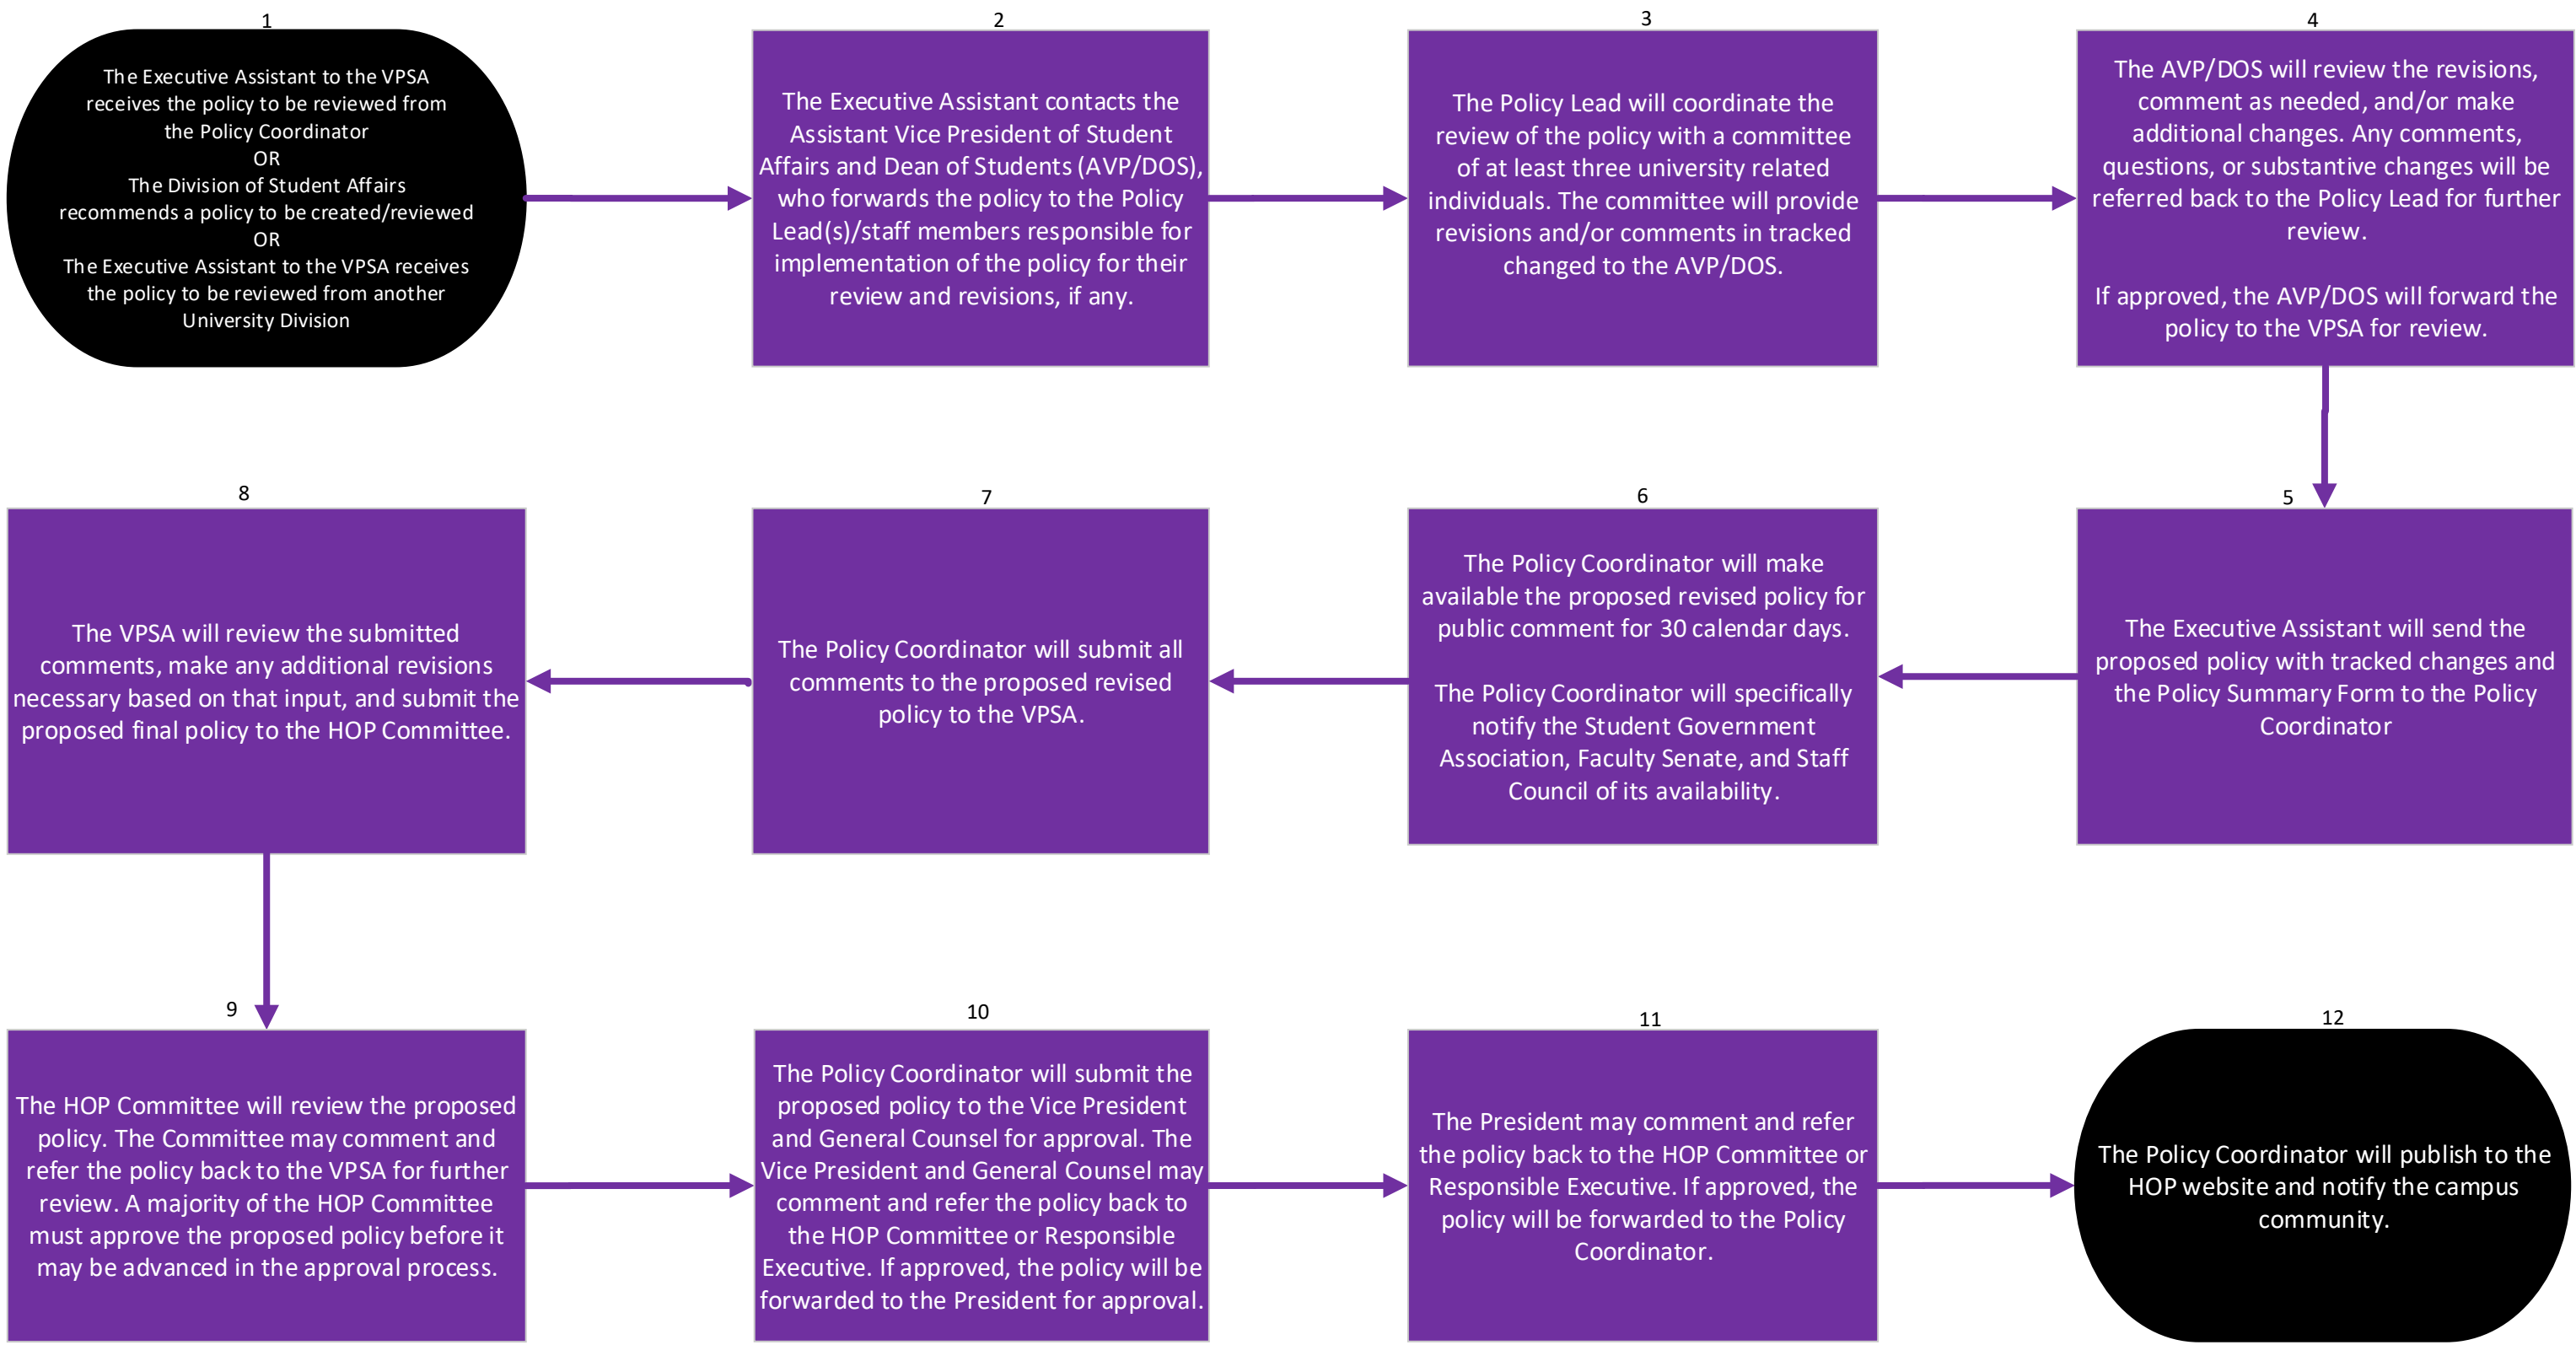 1
The Executive Assistant to the VPSA
receives the policy to be reviewed from
the Policy Coordinator
OR
The Division of Student Affairs
recommends a policy to be created/reviewed
OR
The Executive Assistant to the VPSA receives
the policy to be reviewed from another
University Division
2
The Executive Assistant contacts the
Assistant Vice President of Student
Affairs and Dean of Students (AVP/DOS),
who forwards the policy to the Policy
Lead(s)/staff members responsible for
implementation of the policy for their
review and revisions, if any.
3
The Policy Lead will coordinate the
review of the policy with a committee
of at least three university related
individuals. The committee will provide
revisions and/or comments in tracked
changed to the AVP/DOS.
4
The AVP/DOS will review the revisions,
comment as needed, and/or make
additional changes. Any comments,
questions, or substantive changes will be
referred back to the Policy Lead for further
review.
If approved, the AVP/DOS will forward the
policy to the VPSA for review.
5
The Executive Assistant will send the
proposed policy with tracked changes and
the Policy Summary Form to the Policy
Coordinator
6
The Policy Coordinator will make
available the proposed revised policy for
public comment for 30 calendar days.
The Policy Coordinator will specifically
notify the Student Government
Association, Faculty Senate, and Staff
Council of its availability.
7
The Policy Coordinator will submit all
comments to the proposed revised
policy to the VPSA.
8
The VPSA will review the submitted
comments, make any additional revisions
necessary based on that input, and submit the
proposed final policy to the HOP Committee.
9
The HOP Committee will review the proposed
policy. The Committee may comment and
refer the policy back to the VPSA for further
review. A majority of the HOP Committee
must approve the proposed policy before it
may be advanced in the approval process.
10
The Policy Coordinator will submit the
proposed policy to the Vice President
and General Counsel for approval. The
Vice President and General Counsel may
comment and refer the policy back to
the HOP Committee or Responsible
Executive. If approved, the policy will be
forwarded to the President for approval.
11
The President may comment and refer
the policy back to the HOP Committee or
Responsible Executive. If approved, the
policy will be forwarded to the Policy
Coordinator.
12
The Policy Coordinator will publish to the
HOP website and notify the campus
community.